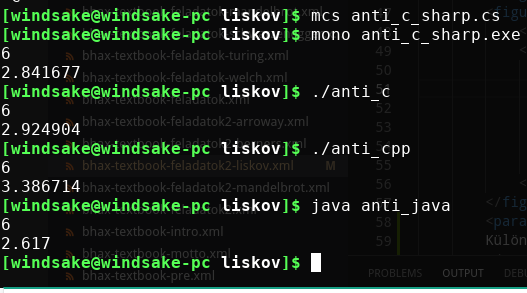 [windsake@windsake-pc liskov]$ mcs anti_c_sharp.cs
[windsake@windsake-pc liskov]$ mono anti_c_sharp.exe
6
bhax-textbook-feladatok-turing.xml
2.841677
bhax-textbook-feladatok-welch.xml
[windsake@windsake-pc liskov]$ ./anti_c
6
bhax-textbook-feladatok2-arroway.xml
2.924904
[windsake@windsake-pc liskov]$ ./anti_cpp
6
bhax-textbook-feladatok2-liskov.xml M
3.386714
bhax-textbook-feladatok2-mandelbrot.xml
[windsake@windsake-pc liskov]$ java anti_java
6
bhax-textbook-intro.xml
2.617
bhax-textbook-motto.xml
[windsake@windsake-pc liskov]$
bhax-textbook-pre.xml
49
50
52
53
55
56
</fig
58 <para
59 Külön
PROBLEMS OUTPUT DEBU